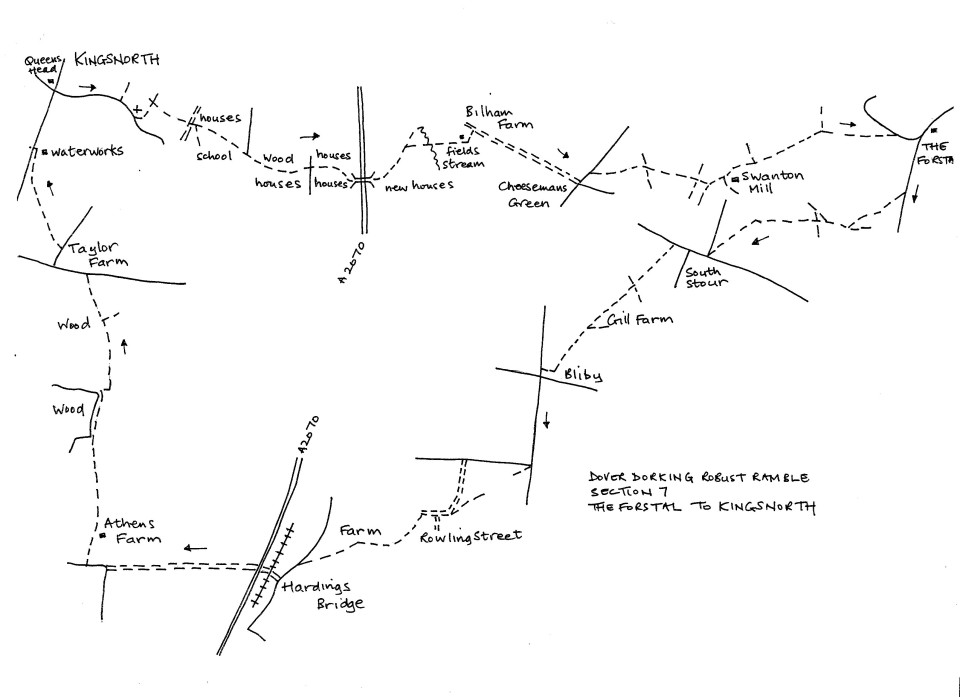 Queens
Head
KINGSNORTH
waterworks
houses
school
Wood
houses
houses
houses
A2070
new houses
Bilham
Farm
fields
stream
Cheesemans
Green
Swanton
Mill
THE
FORSTA
South
Stour
Gill Farm
Bliby
Taylor
Farm
Wood
Wood
Athens
Farm
A2070
Hardings
Bridge
Farm
Rowling Street
DOVER DORKING ROBUST RAMBLE
SECTION 7
THE FORSTAL TO KINGSNORTH